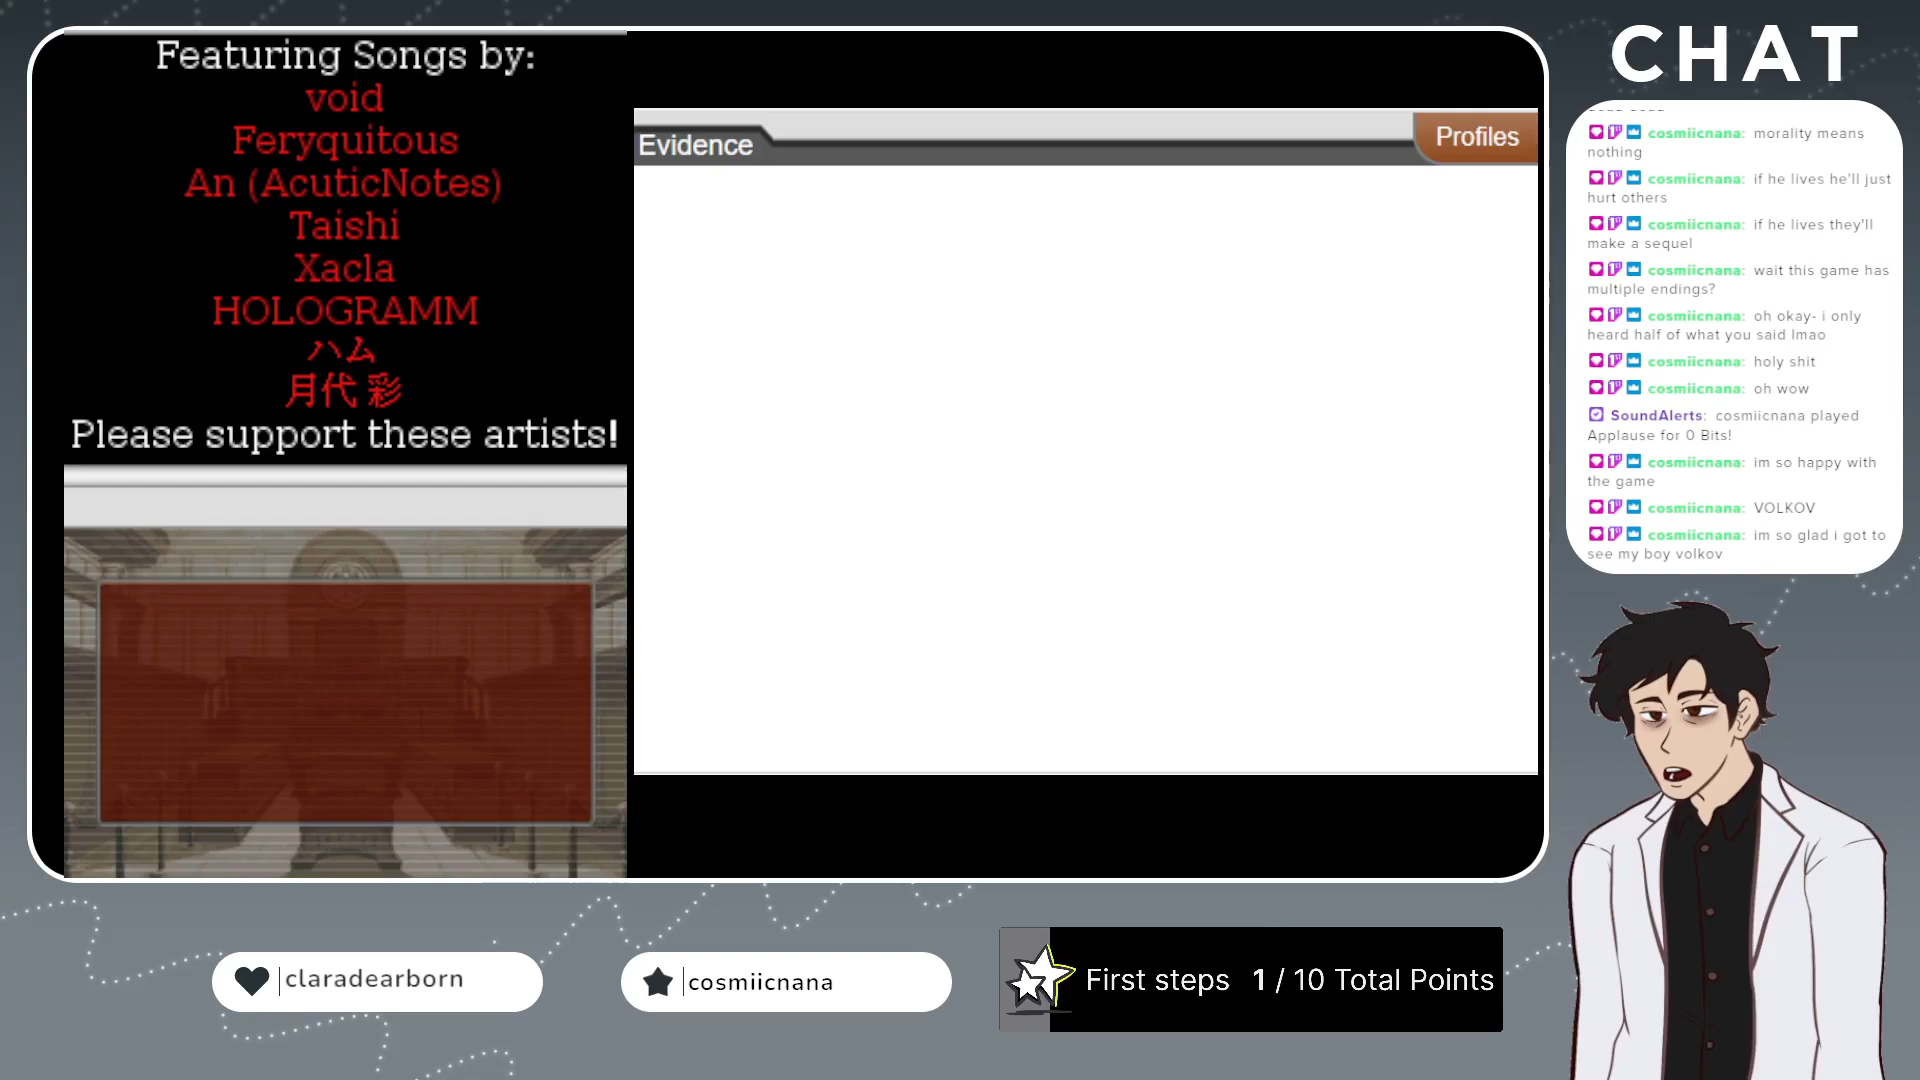 Featuring Songs by:
void
Feryquitous
An (AcuticNotes)
Taishi
Xacla
HOLOGRAMM
ハム
月代 彩
Please support these artists!
Evidence
Profiles
CHAT
cosmiicnana: morality means
nothing
cosmiicnana: if he lives he'll just
hurt others
cosmiicnana: if he lives they'll
make a sequel
cosmiicnana: wait this game has
multiple endings?
cosmiicnana: oh okay- i only
heard half of what you said lmao
cosmiicnana: holy shit
cosmiicnana: oh wow
SoundAlerts: cosmiicnana played
Applause for 0 Bits!
cosmiicnana: im so happy with
the game
cosmiicnana: VOLKOV
cosmiicnana: im so glad i got to
see my boy volkov
claradearborn
cosmiicnana
First steps 1 / 10 Total Points